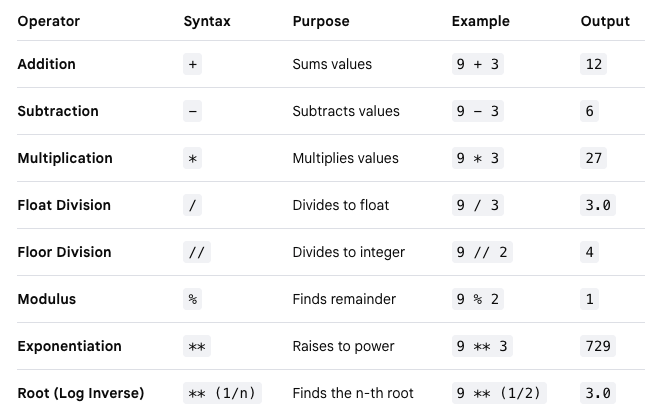 Operator Syntax Purpose Example Output
Addition + Sums values 9 + 3 12
Subtraction − Subtracts values 9 − 3 6
Multiplication * Multiplies values 9 * 3 27
Float Division / Divides to float 9 / 3 3.0
Floor Division // Divides to integer 9 // 2 4
Modulus % Finds remainder 9 % 2 1
Exponentiation ** Raises to power 9 ** 3 729
Root (Log Inverse) ** (1/n) Finds the n-th root 9 ** (1/2) 3.0